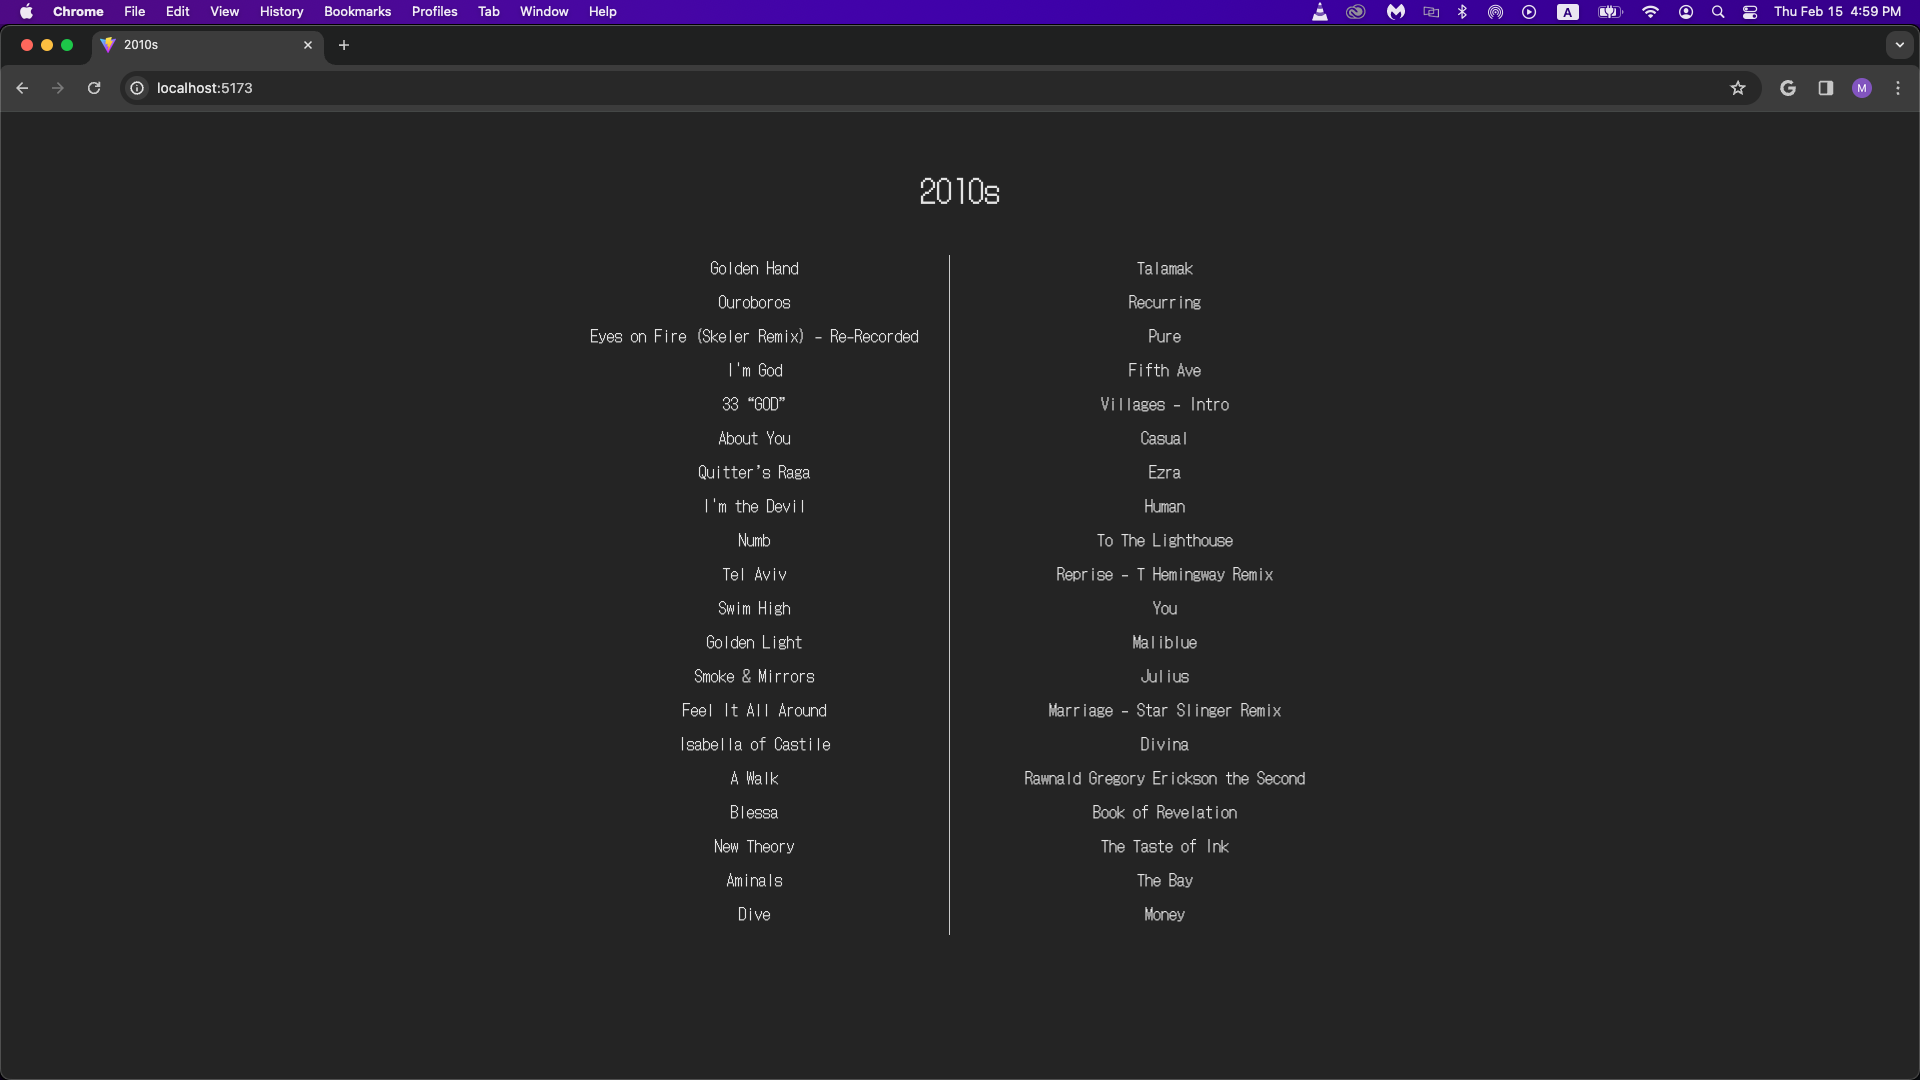 Chrome File Edit View History Bookmarks Profiles Tab Window Help A Thu Feb 15 4:59 PM
2010s
localhost:5173 M
2010s
Golden Hand
Ouroboros
Eyes on Fire (Skeler Remix) - Re-Recorded
I'm God
33 “GOD”
About You
Quitter’s Raga
I'm the Devil
Numb
Tel Aviv
Swim High
Golden Light
Smoke & Mirrors
Feel It All Around
Isabella of Castile
A Walk
Blessa
New Theory
Aminals
Dive
Talamak
Recurring
Pure
Fifth Ave
Villages - Intro
Casual
Ezra
Human
To The Lighthouse
Reprise - T Hemingway Remix
You
Maliblue
Julius
Marriage - Star Slinger Remix
Divina
Rawnald Gregory Erickson the Second
Book of Revelation
The Taste of Ink
The Bay
Money